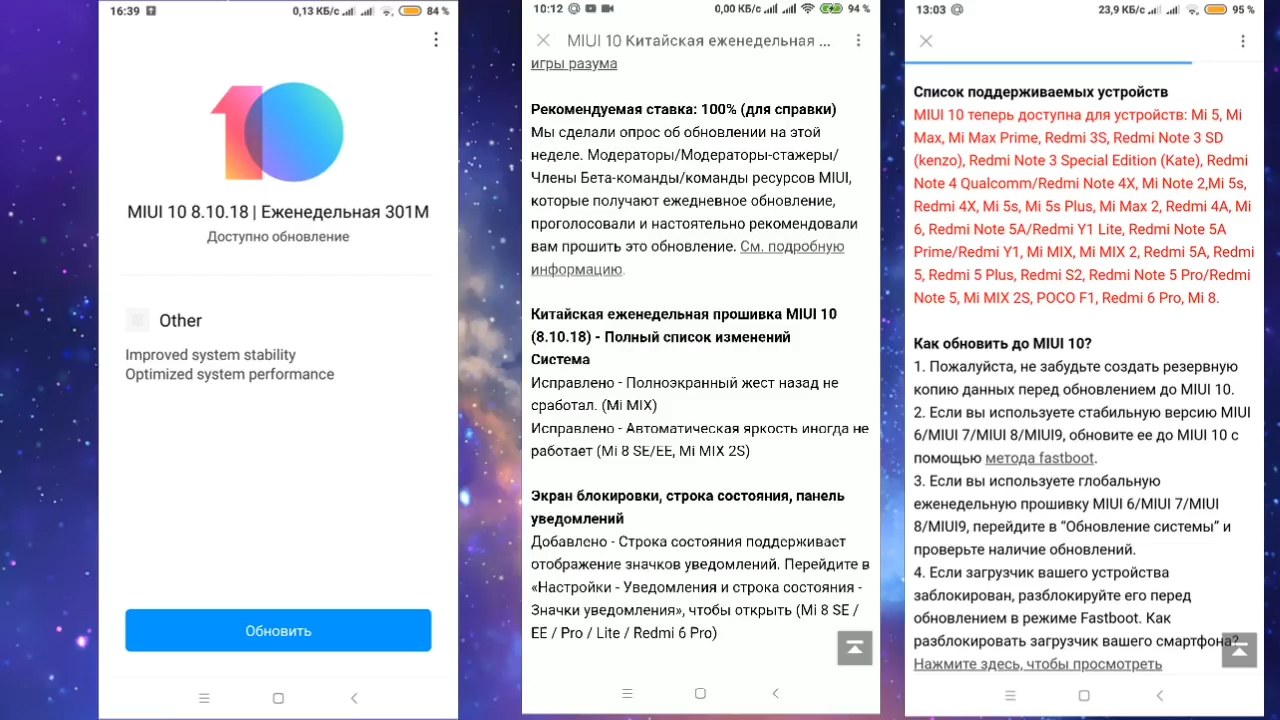 16:39
0,13 КБ/с
84 %
10
MIUI 10 8.10.18 | Еженедельная 301M
Доступно обновление
Other
Improved system stability
Optimized system performance
Обновить
10:12
0,00 КБ/с
94 %
MIUI 10 Китайская еженедельная ...
игры разума
Рекомендуемая ставка: 100% (для справки)
Мы сделали опрос об обновлении на этой
неделе. Модераторы/Модераторы-стажеры/
Члены Бета-команды/команды ресурсов MIUI,
которые получают ежедневное обновление,
проголосовали и настоятельно рекомендовали
вам прошить это обновление. См. подробную
информацию.
Китайская еженедельная прошивка MIUI 10
(8.10.18) - Полный список изменений
Система
Исправлено - Полноэкранный жест назад не
сработал. (Mi MIX)
Исправлено - Автоматическая яркость иногда не
работает (Mi 8 SE/EE, Mi MIX 2S)
Экран блокировки, строка состояния, панель
уведомлений
Добавлено - Строка состояния поддерживает
отображение значков уведомлений. Перейдите в
«Настройки - Уведомления и строка состояния -
Значки уведомления», чтобы открыть (Mi 8 SE /
EE / Pro / Lite / Redmi 6 Pro)
13:03
23,9 КБ/с
95 %
Список поддерживаемых устройств
MIUI 10 теперь доступна для устройств: Mi 5, Mi
Max, Mi Max Prime, Redmi 3S, Redmi Note 3 SD
(kenzo), Redmi Note 3 Special Edition (Kate), Redmi
Note 4 Qualcomm/Redmi Note 4X, Mi Note 2,Mi 5s,
Redmi 4X, Mi 5s, Mi 5s Plus, Mi Max 2, Redmi 4A, Mi
6, Redmi Note 5A/Redmi Y1 Lite, Redmi Note 5A
Prime/Redmi Y1, Mi MIX, Mi MIX 2, Redmi 5A, Redmi
5, Redmi 5 Plus, Redmi S2, Redmi Note 5 Pro/Redmi
Note 5, Mi MIX 2S, POCO F1, Redmi 6 Pro, Mi 8.
Как обновить до MIUI 10?
1. Пожалуйста, не забудьте создать резервную
копию данных перед обновлением до MIUI 10.
2. Если вы используете стабильную версию MIUI
6/MIUI 7/MIUI 8/MIUI9, обновите ее до MIUI 10 с
помощью метода fastboot.
3. Если вы используете глобальную
еженедельную прошивку MIUI 6/MIUI 7/MIUI
8/MIUI9, перейдите в “Обновление системы” и
проверьте наличие обновлений.
4. Если загрузчик вашего устройства
заблокирован, разблокируйте его перед
обновлением в режиме Fastboot. Как
разблокировать загрузчик вашего смартфона?
Нажмите здесь, чтобы просмотреть